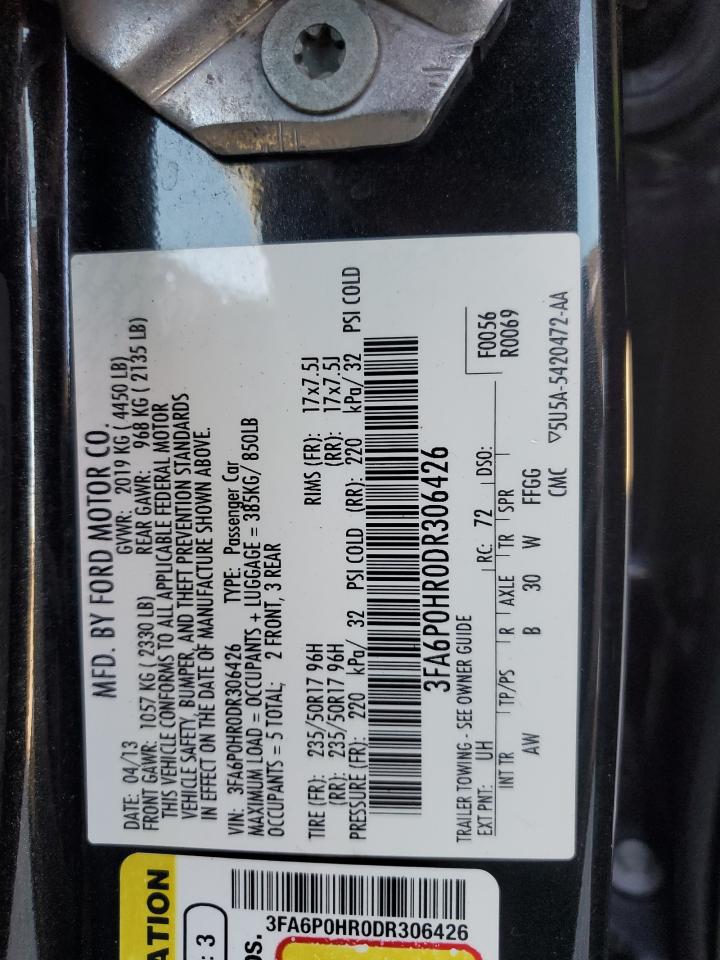 MFD. BY FORD MOTOR CO.
DATE: 04/13 GVWR: 2019 KG ( 4450 LB)
FRONT GAWR: 1057 KG ( 2330 LB) REAR GAWR: 968 KG ( 2135 LB)
THIS VEHICLE CONFORMS TO ALL APPLICABLE FEDERAL MOTOR
VEHICLE SAFETY, BUMPER, AND THEFT PREVENTION STANDARDS
IN EFFECT ON THE DATE OF MANUFACTURE SHOWN ABOVE.
VIN: 3FA6P0HR0DR306426 TYPE: Passenger Car
MAXIMUM LOAD = OCCUPANTS + LUGGAGE = 385KG/ 850LB
OCCUPANTS = 5 TOTAL; 2 FRONT, 3 REAR
TIRE (FR): 235/50R17 96H RIMS (FR): 17x7.5J
(RR): 235/50R17 96H (RR): 17x7.5J
PRESSURE (FR): 220 kPa/ 32 PSI COLD (RR): 220 kPa/ 32 PSI COLD
3FA6P0HR0DR306426
TRAILER TOWING - SEE OWNER GUIDE F0056
EXT PNT: UH RC: 72 DSO: R0069
INT TR TP/PS R AXLE TR SPR
AW B 30 W FFGG
CMC ▽5U5A-5420472-AA
ATION
: 3
os.
3FA6P0HR0DR306426